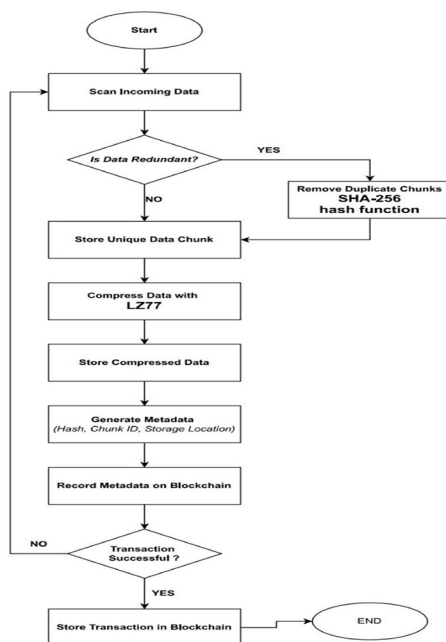 Start
Scan Incoming Data
Is Data Redundant?
YES
Remove Duplicate Chunks
SHA-256
hash function
NO
Store Unique Data Chunk
Compress Data with
LZ77
Store Compressed Data
Generate Metadata
(Hash, Chunk ID, Storage Location)
Record Metadata on Blockchain
NO
Transaction
Successful ?
YES
Store Transaction in Blockchain
END